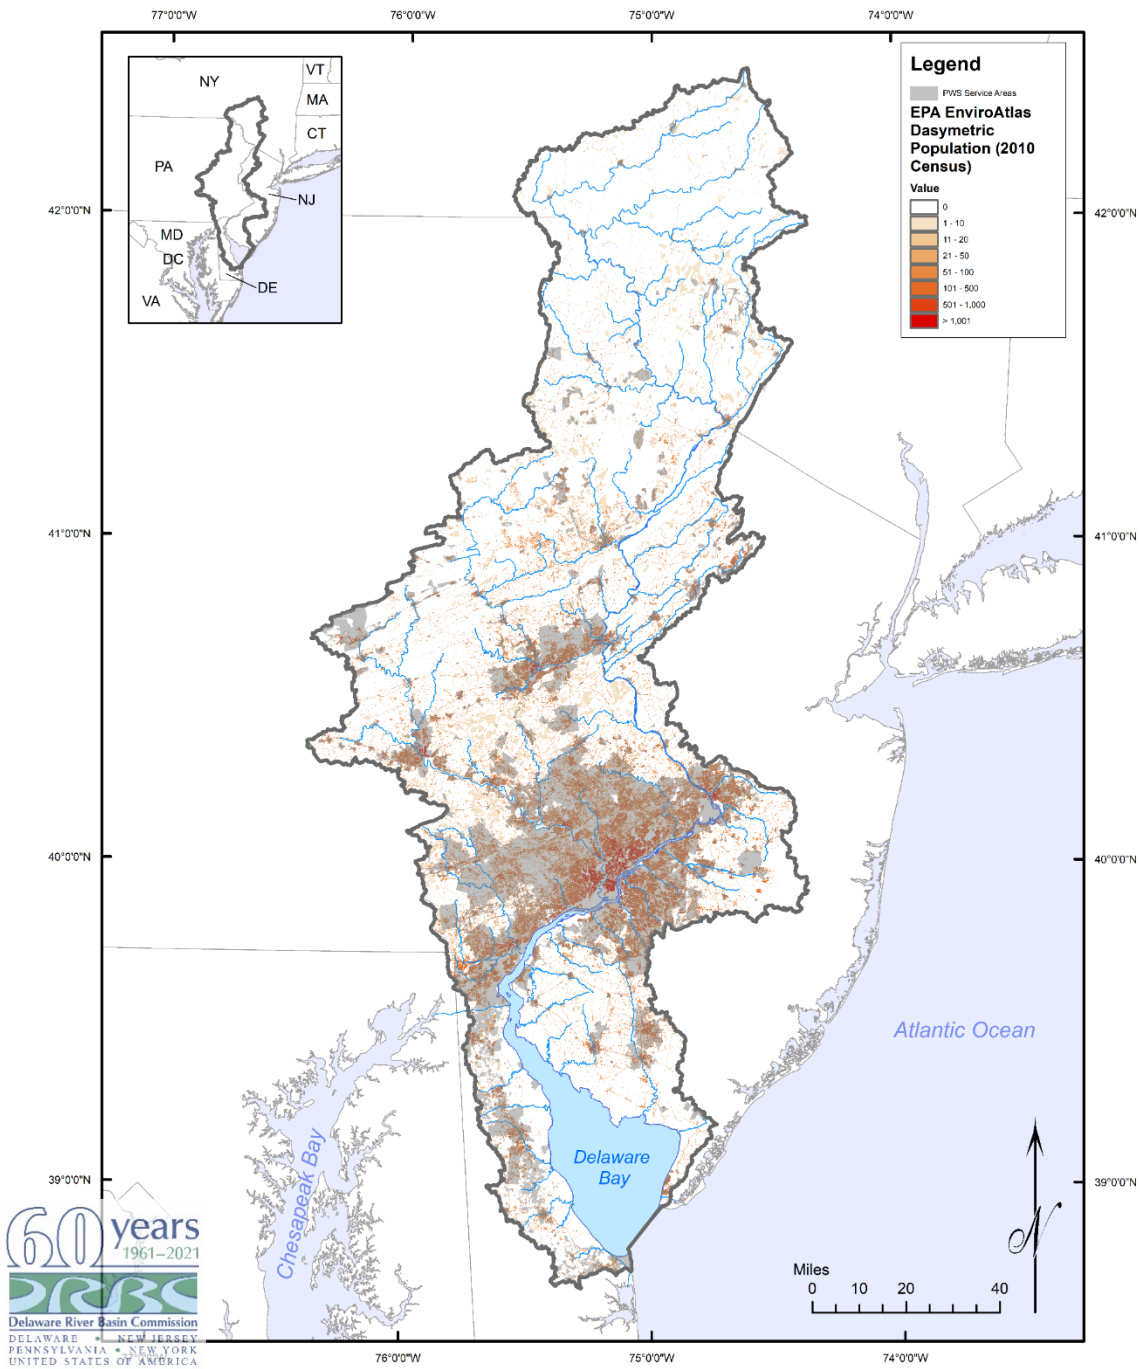 77°0'0"W
76°0'0"W
75°0'0"W
74°0'0"W
NY
VT
MA
CT
PA
NJ
MD
DC
DE
VA
Legend
PWS Service Areas
EPA EnviroAtlas
Dasymetric
Population (2010
Census)
Value
0
1 - 10
11 - 20
21 - 50
51 - 100
101 - 500
501 - 1,000
> 1,001
42°0'0"N
42°0'0"N
41°0'0"N
41°0'0"N
40°0'0"N
40°0'0"N
39°0'0"N
39°0'0"N
Atlantic Ocean
Delaware
Bay
Chesapeak Bay
N
Miles
0 10 20 40
60 years
1961–2021
DRBC
Delaware River Basin Commission
DELAWARE • NEW JERSEY
PENNSYLVANIA • NEW YORK
UNITED STATES OF AMERICA
76°0'0"W
75°0'0"W
74°0'0"W